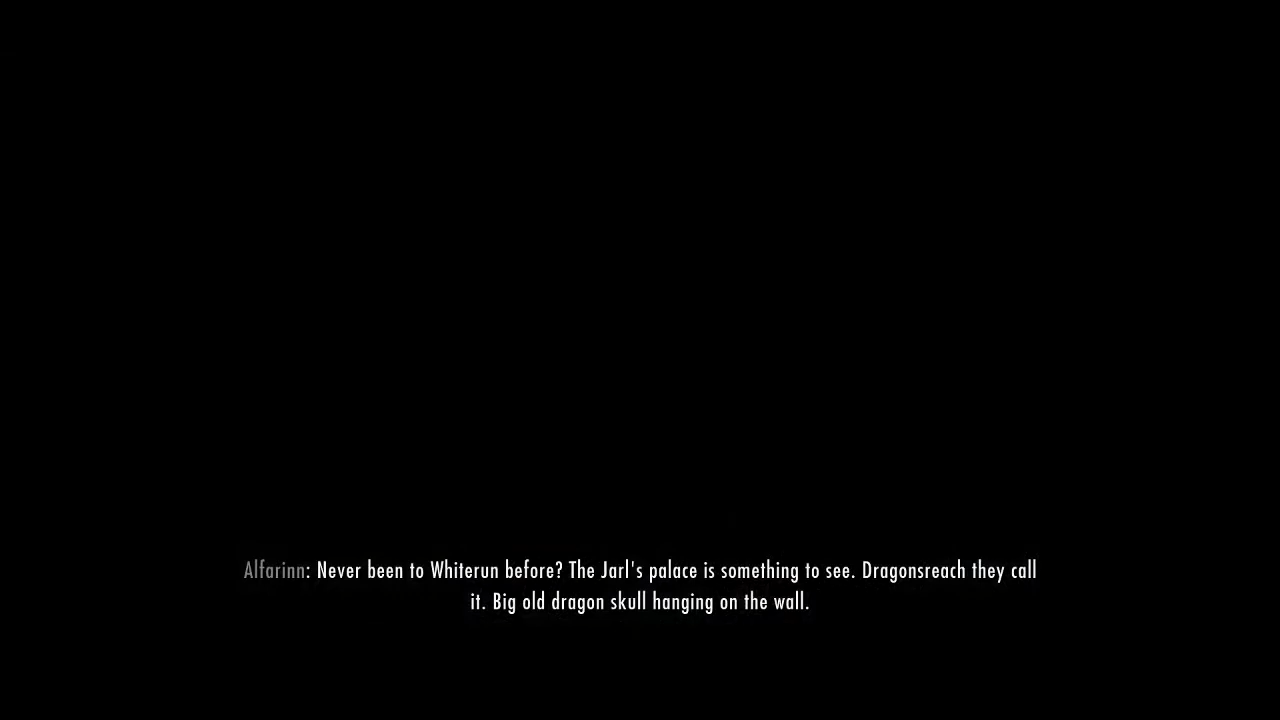 Alfarinn: Never been to Whiterun before? The Jarl's palace is something to see. Dragonsreach they call
it. Big old dragon skull hanging on the wall.